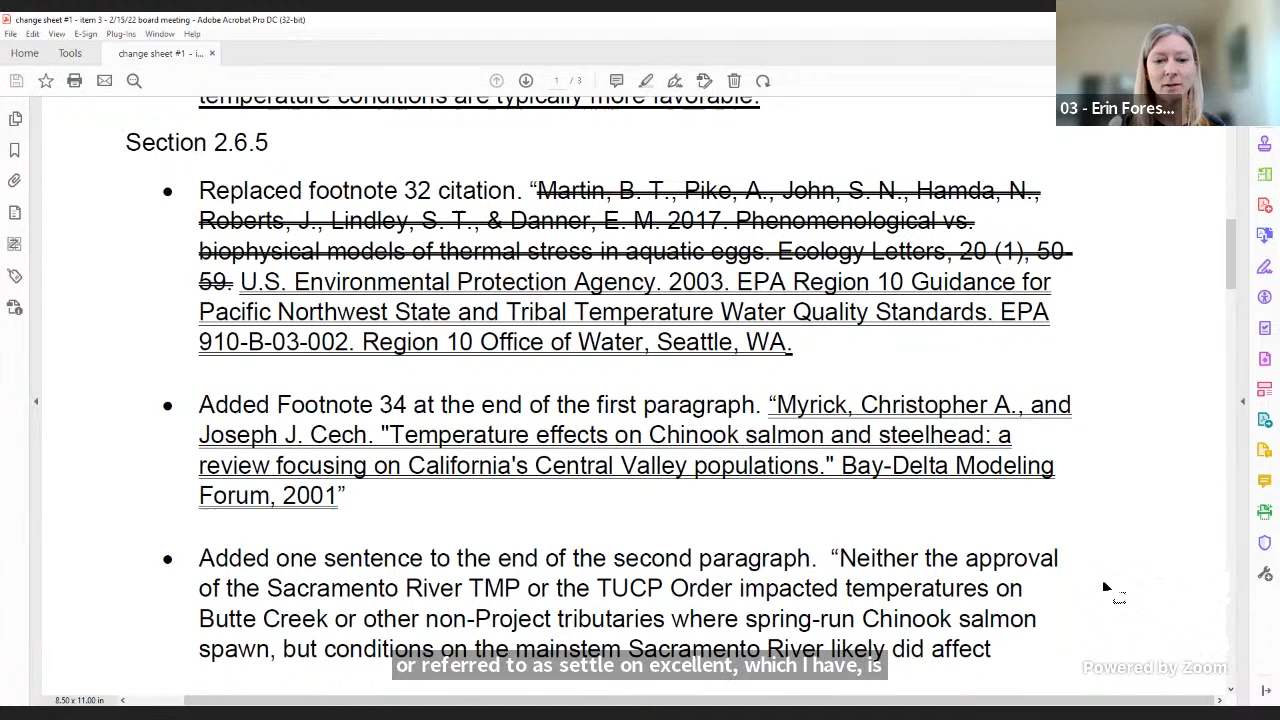 change sheet #1 - item 3 - 2/15/22 board meeting - Adobe Acrobat Pro DC (32-bit)
File Edit View E-Sign Plug-Ins Window Help
Home Tools change sheet #1 - i... ×
1 / 3
03 - Erin Fores...
temperature conditions are typically more favorable.
Section 2.6.5
• Replaced footnote 32 citation. “Martin, B. T., Pike, A., John, S. N., Hamda, N.,
Roberts, J., Lindley, S. T., & Danner, E. M. 2017. Phenomenological vs.
biophysical models of thermal stress in aquatic eggs. Ecology Letters, 20 (1), 50-
59. U.S. Environmental Protection Agency. 2003. EPA Region 10 Guidance for
Pacific Northwest State and Tribal Temperature Water Quality Standards. EPA
910-B-03-002. Region 10 Office of Water, Seattle, WA.
• Added Footnote 34 at the end of the first paragraph. “Myrick, Christopher A., and
Joseph J. Cech. "Temperature effects on Chinook salmon and steelhead: a
review focusing on California's Central Valley populations." Bay-Delta Modeling
Forum, 2001”
• Added one sentence to the end of the second paragraph. “Neither the approval
of the Sacramento River TMP or the TUCP Order impacted temperatures on
Butte Creek or other non-Project tributaries where spring-run Chinook salmon
spawn, but conditions on the mainstem Sacramento River likely did affect
or referred to as settle on excellent, which I have, is
Powered by Zoom
8.50 x 11.00 in